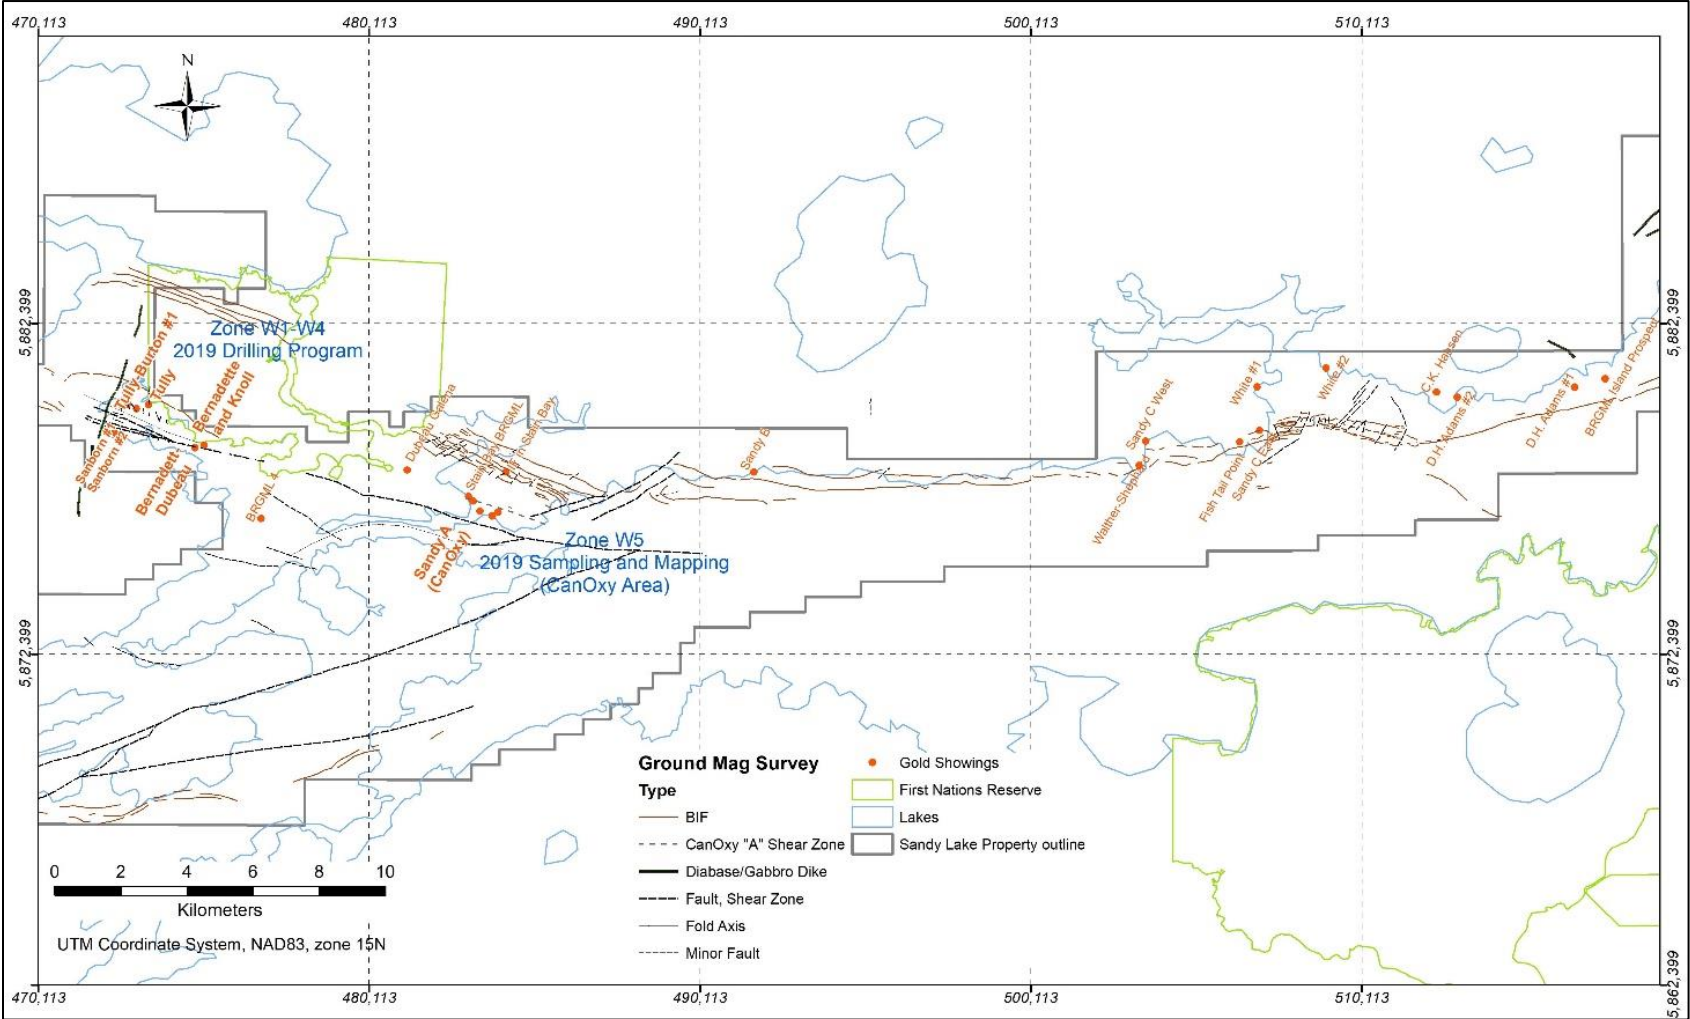 470,113
480,113
490,113
500,113
510,113
N
5,882,399
5,882,399
Zone W1-W4
2019 Drilling Program
Tully Burton #1
Tully
Bernadette
and Knoll
Sanborn #2
Bernadett-
Dubeau
BRGML 4
Dubeau Galena
Stain Bay BRGML
Sandy A
(CanOxy)
Zone W5
2019 Sampling and Mapping
(CanOxy Area)
Sandy B
Walther-Sheppard
Sandy C West
Fish Tail Point
White #1
White #2
C.K. Hansen
D.H. Adams #2
D.H. Adams #1
BRGML Island Prospect
5,872,399
5,872,399
Ground Mag Survey
Type
BIF
CanOxy "A" Shear Zone
Diabase/Gabbro Dike
Fault, Shear Zone
Fold Axis
Minor Fault
Gold Showings
First Nations Reserve
Lakes
Sandy Lake Property outline
0 2 4 6 8 10
Kilometers
UTM Coordinate System, NAD83, zone 15N
5,862,399
470,113
480,113
490,113
500,113
510,113